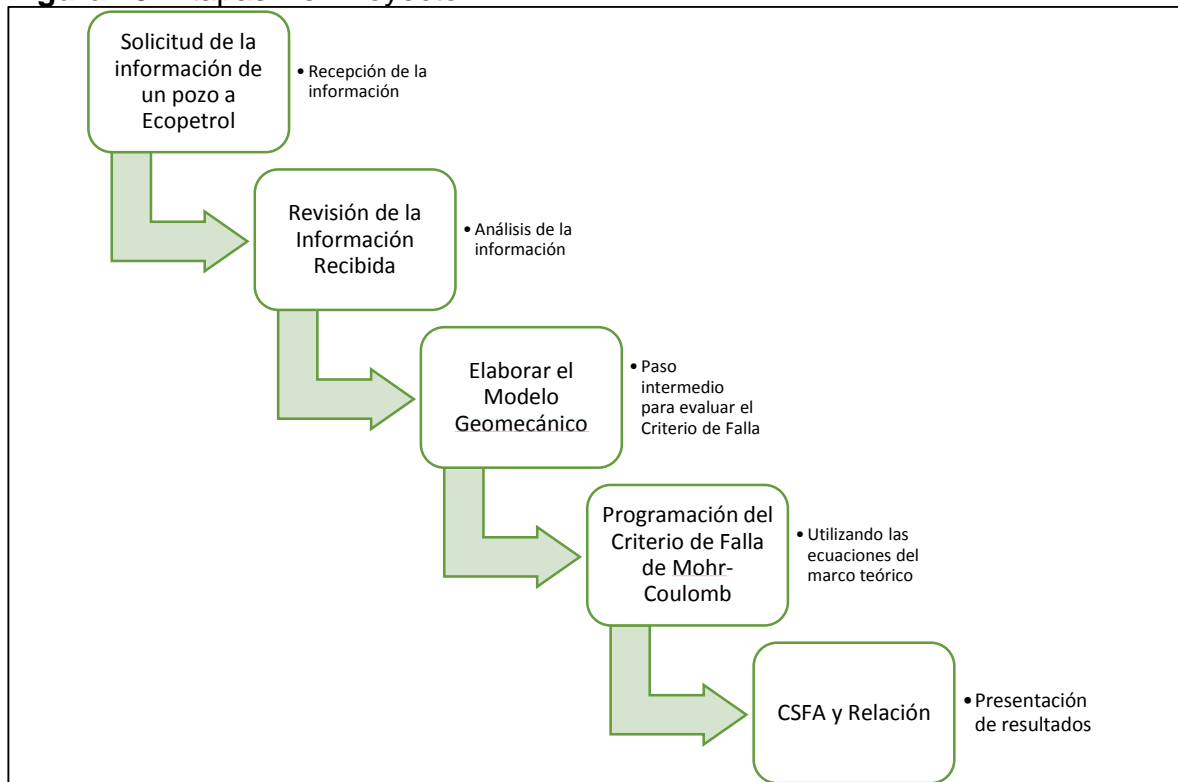 Solicitud de la
información de
un pozo a
Ecopetrol
• Recepción de la
información
Revisión de la
Información
Recibida
• Análisis de la
información
Elaborar el
Modelo
Geomecánico
• Paso
intermedio
para evaluar el
Criterio de Falla
Programación del
Criterio de Falla
de Mohr-
Coulomb
• Utilizando las
ecuaciones del
marco teórico
CSFA y Relación
• Presentación
de resultados